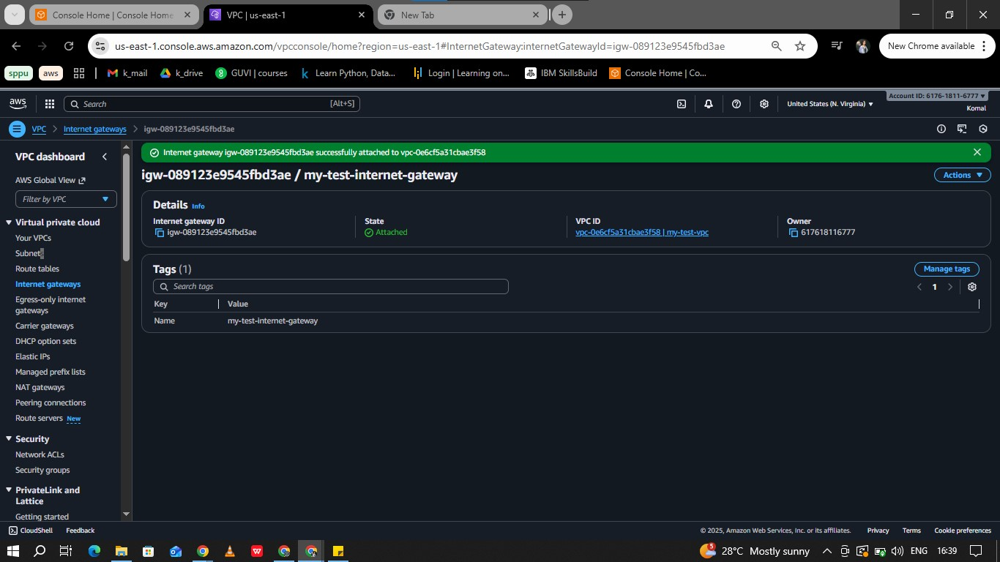 Console Home | Console Home
VPC | us-east-1
New Tab
us-east-1.console.aws.amazon.com/vpcconsole/home?region=us-east-1#InternetGateway:internetGatewayId=igw-089123e9545fbd3ae
New Chrome available
sppu
aws
k_mail
k_drive
GUVI | courses
Learn Python, Data...
Login | Learning on...
IBM SkillsBuild
Console Home | Co...
aws
Search
[Alt+S]
United States (N. Virginia)
Account ID: 6176-1811-6777
Komal
VPC
Internet gateways
igw-089123e9545fbd3ae
VPC dashboard
AWS Global View
Filter by VPC
Virtual private cloud
Your VPCs
Subnets
Route tables
Internet gateways
Egress-only internet
gateways
Carrier gateways
DHCP option sets
Elastic IPs
Managed prefix lists
NAT gateways
Peering connections
Route servers New
Security
Network ACLs
Security groups
PrivateLink and
Lattice
Getting started
Internet gateway igw-089123e9545fbd3ae successfully attached to vpc-0e6cf5a31cbae3f58
igw-089123e9545fbd3ae / my-test-internet-gateway
Actions
Details Info
Internet gateway ID
igw-089123e9545fbd3ae
State
Attached
VPC ID
vpc-0e6cf5a31cbae3f58 | my-test-vpc
Owner
617618116777
Tags (1)
Manage tags
Search tags
1
Key
Value
Name
my-test-internet-gateway
CloudShell
Feedback
© 2025, Amazon Web Services, Inc. or its affiliates.
Privacy
Terms
Cookie preferences
5
28°C Mostly sunny
ENG
16:39